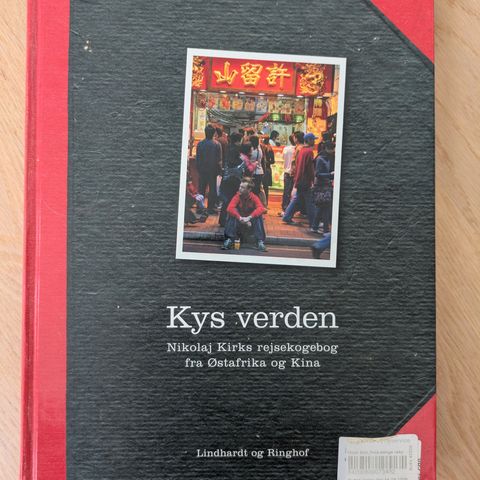 許留山
Kys verden
Nikolaj Kirks rejsekogebog
fra Østafrika og Kina
Lindhardt og Ringhof